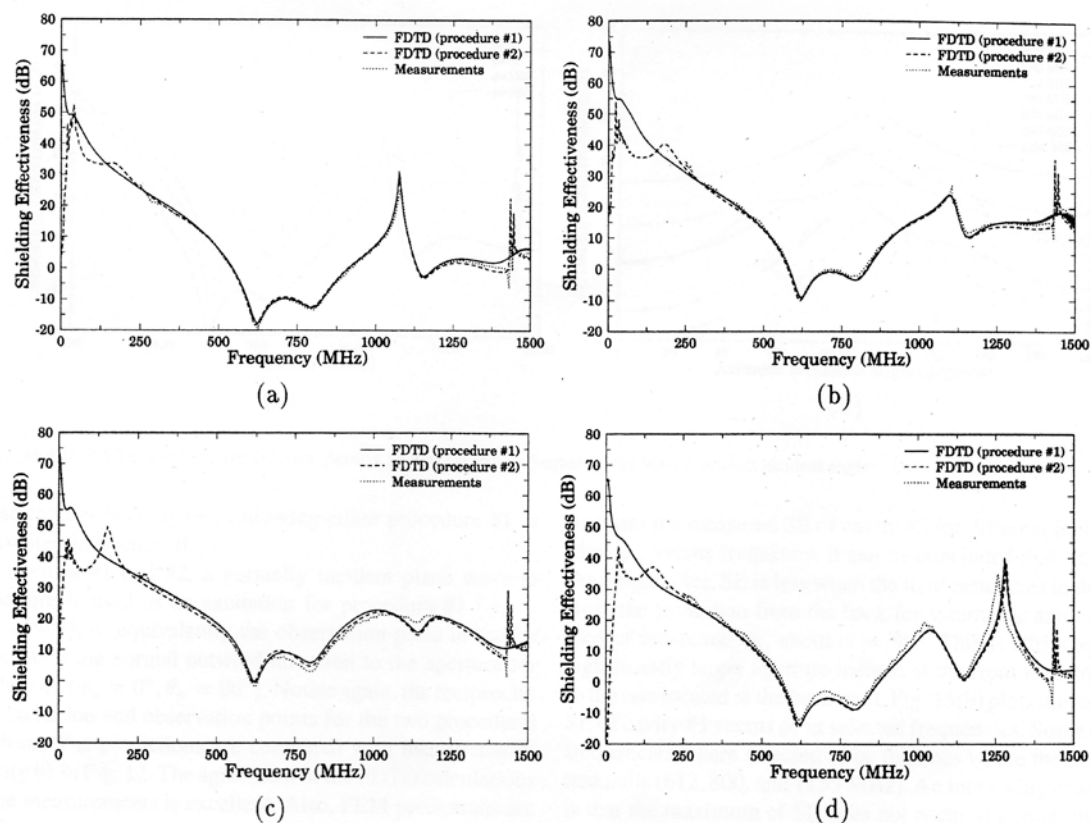 80
70
60
50
40
30
20
10
0
-10
-20
Shielding Effectiveness (dB)
FDTD (procedure #1)
FDTD (procedure #2)
Measurements
0 250 500 750 1000 1250 1500
Frequency (MHz)
(a)
80
70
60
50
40
30
20
10
0
-10
-20
Shielding Effectiveness (dB)
FDTD (procedure #1)
FDTD (procedure #2)
Measurements
0 250 500 750 1000 1250 1500
Frequency (MHz)
(b)
80
70
60
50
40
30
20
10
0
-10
-20
Shielding Effectiveness (dB)
FDTD (procedure #1)
FDTD (procedure #2)
Measurements
0 250 500 750 1000 1250 1500
Frequency (MHz)
(c)
80
70
60
50
40
30
20
10
0
-10
-20
Shielding Effectiveness (dB)
FDTD (procedure #1)
FDTD (procedure #2)
Measurements
0 250 500 750 1000 1250 1500
Frequency (MHz)
(d)